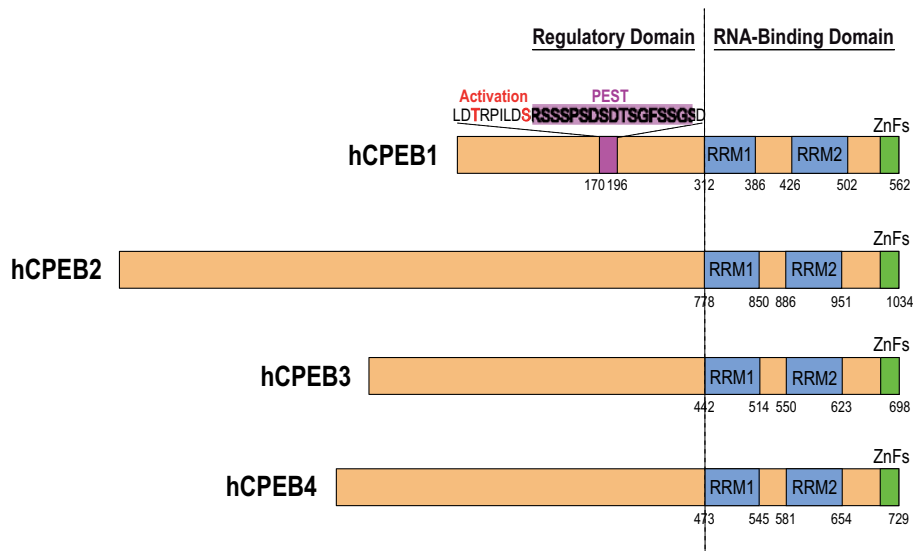 Regulatory Domain RNA-Binding Domain
Activation PEST
LDTRPILDSRSSSPSDSDTSGFSSGSD
ZnFs
hCPEB1 RRM1 RRM2
170 196 312 386 426 502 562
ZnFs
hCPEB2 RRM1 RRM2
778 850 886 951 1034
ZnFs
hCPEB3 RRM1 RRM2
442 514 550 623 698
ZnFs
hCPEB4 RRM1 RRM2
473 545 581 654 729